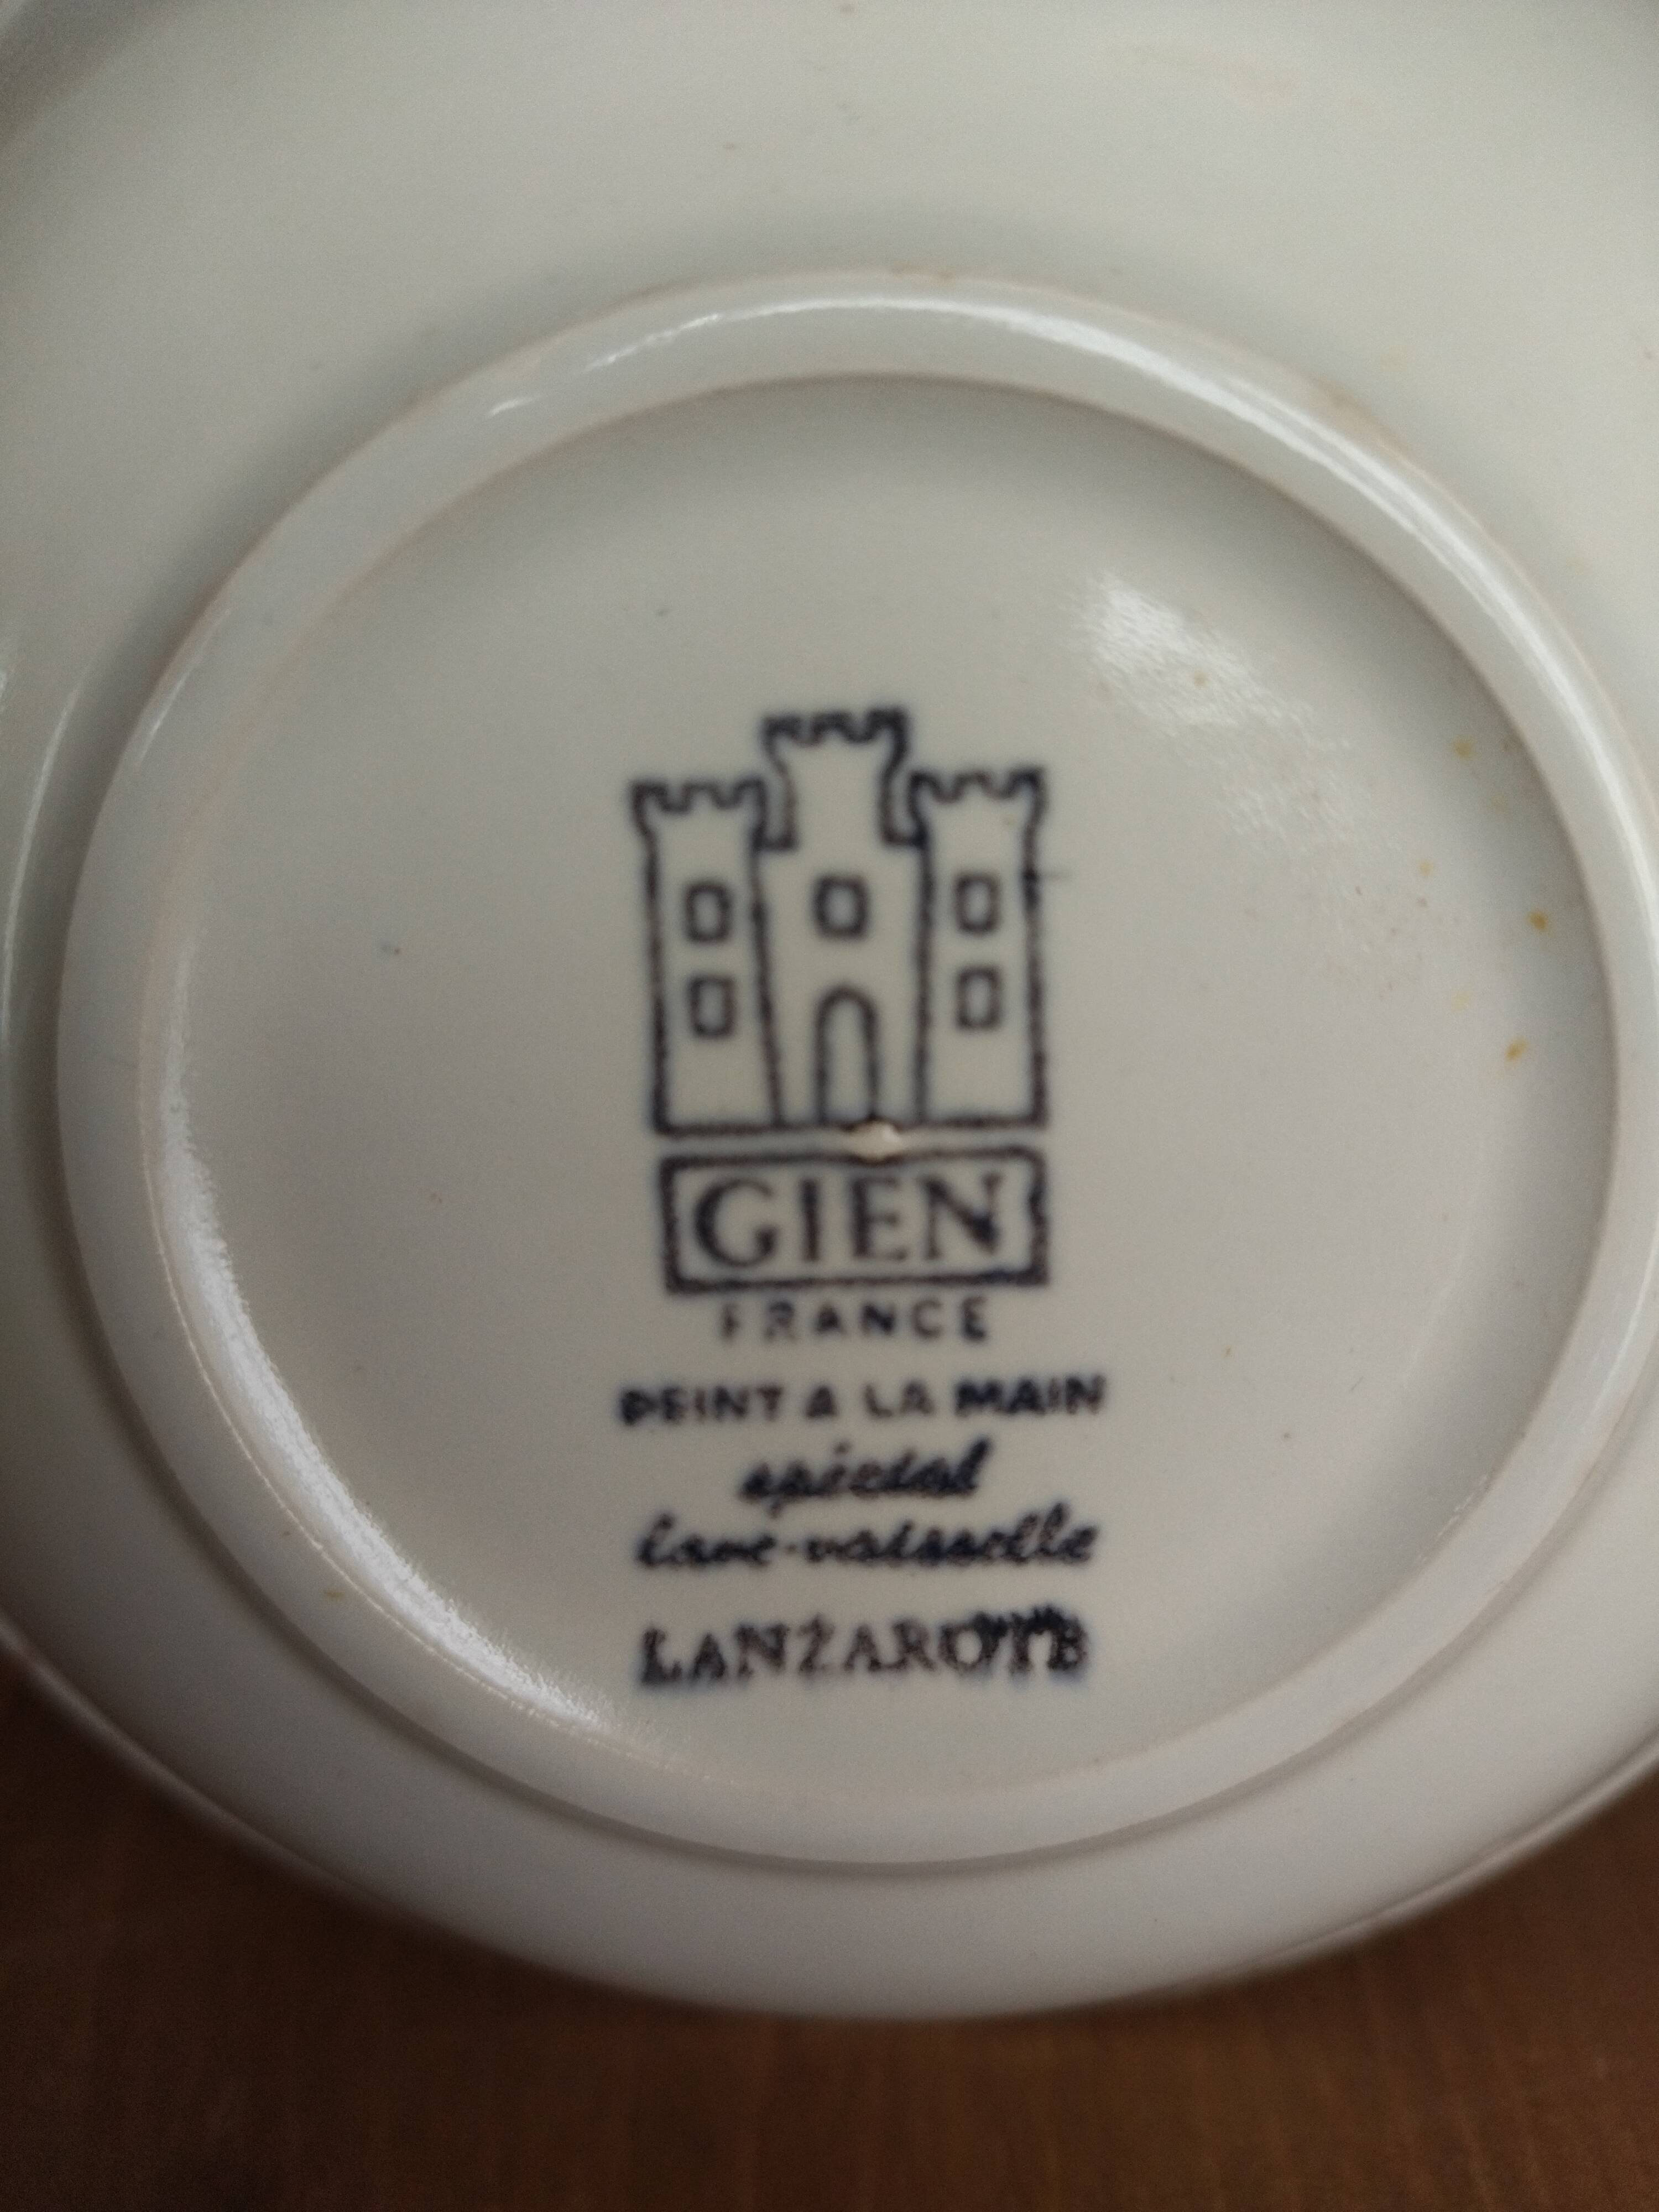 GIEN
FRANCE
PEINT A LA MAIN
spécial
lave-vaisselle
LANZAROTE